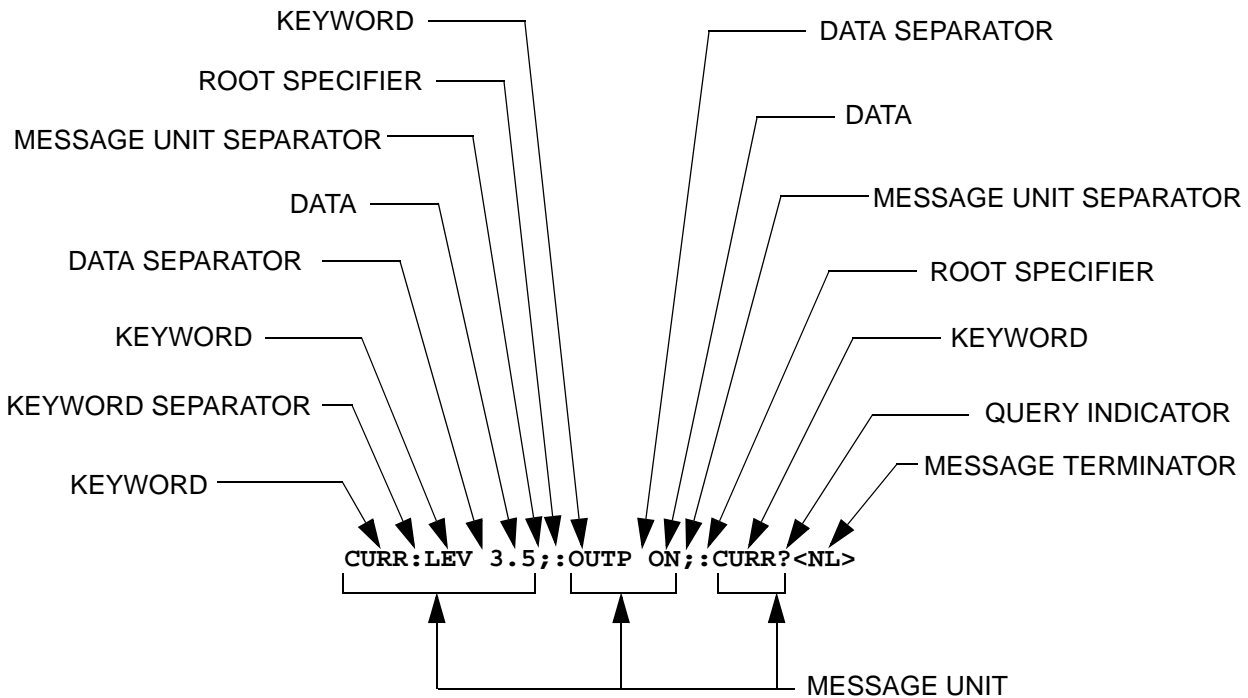 KEYWORD
DATA SEPARATOR
ROOT SPECIFIER
DATA
MESSAGE UNIT SEPARATOR
MESSAGE UNIT SEPARATOR
DATA
DATA SEPARATOR
ROOT SPECIFIER
KEYWORD
KEYWORD
KEYWORD SEPARATOR
QUERY INDICATOR
KEYWORD
MESSAGE TERMINATOR
CURR:LEV 3.5;:OUTP ON;:CURR?<NL>
MESSAGE UNIT